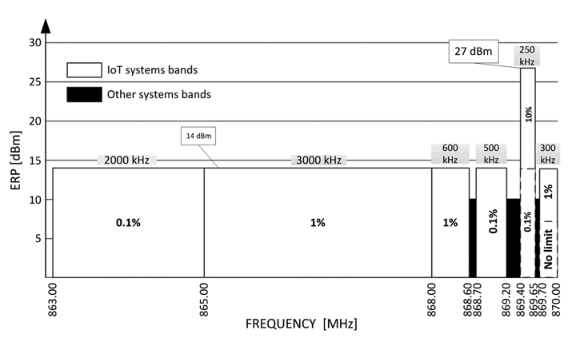 ERP [dBm]
30
25
20
15
10
5
IoT systems bands
Other systems bands
27 dBm
250
kHz
14 dBm
2000 kHz
3000 kHz
600
kHz
500
kHz
300
kHz
0.1%
1%
1%
0.1%
10%
0.1%
1%
No limit
863.00
865.00
868.00
868.60
868.70
869.20
869.40
869.65
869.70
870.00
FREQUENCY [MHz]